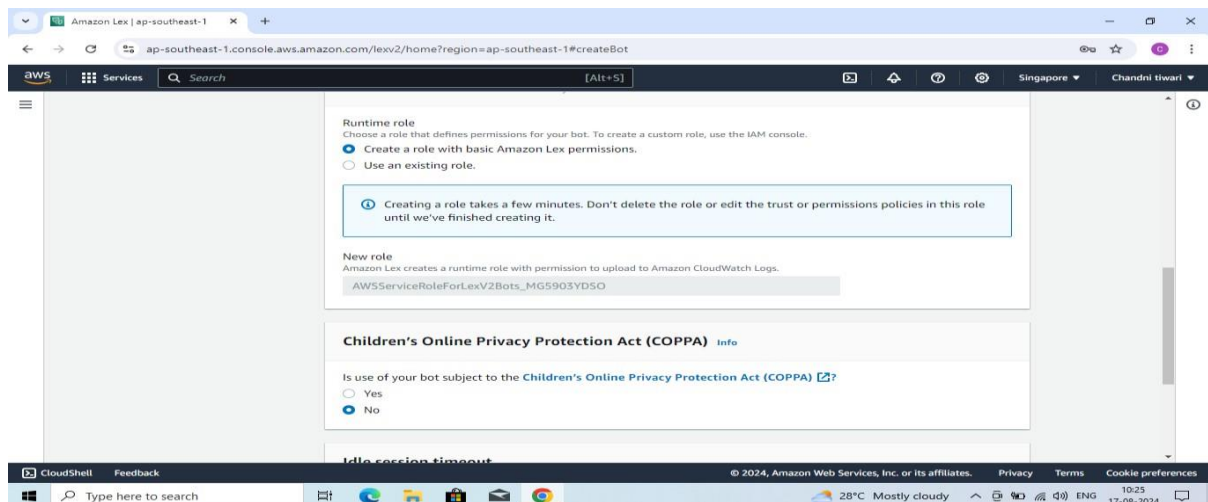 Amazon Lex | ap-southeast-1
ap-southeast-1.console.aws.amazon.com/lexv2/home?region=ap-southeast-1#createBot
aws Services Search [Alt+S] Singapore Chandni tiwari
Runtime role
Choose a role that defines permissions for your bot. To create a custom role, use the IAM console.
Create a role with basic Amazon Lex permissions.
Use an existing role.
Creating a role takes a few minutes. Don't delete the role or edit the trust or permissions policies in this role
until we've finished creating it.
New role
Amazon Lex creates a runtime role with permission to upload to Amazon CloudWatch Logs.
AWSServiceRoleForLexV2Bots_MG5903YDSO
Children's Online Privacy Protection Act (COPPA) Info
Is use of your bot subject to the Children's Online Privacy Protection Act (COPPA)?
Yes
No
Idle session timeout
CloudShell Feedback © 2024, Amazon Web Services, Inc. or its affiliates. Privacy Terms Cookie preferences
Type here to search 28°C Mostly cloudy ENG 10:25
17-08-2024